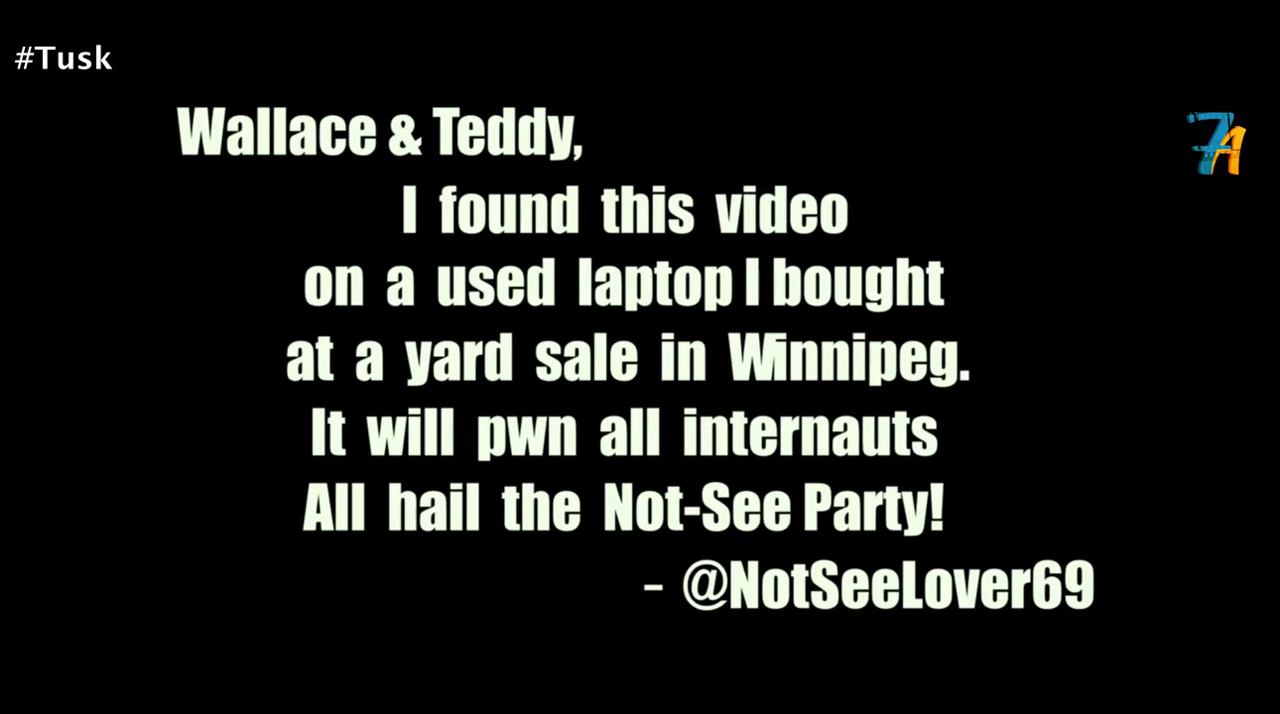 #Tusk
Wallace & Teddy,
7A
I found this video
on a used laptop I bought
at a yard sale in Winnipeg.
It will pwn all internauts
All hail the Not-See Party!
- @NotSeeLover69